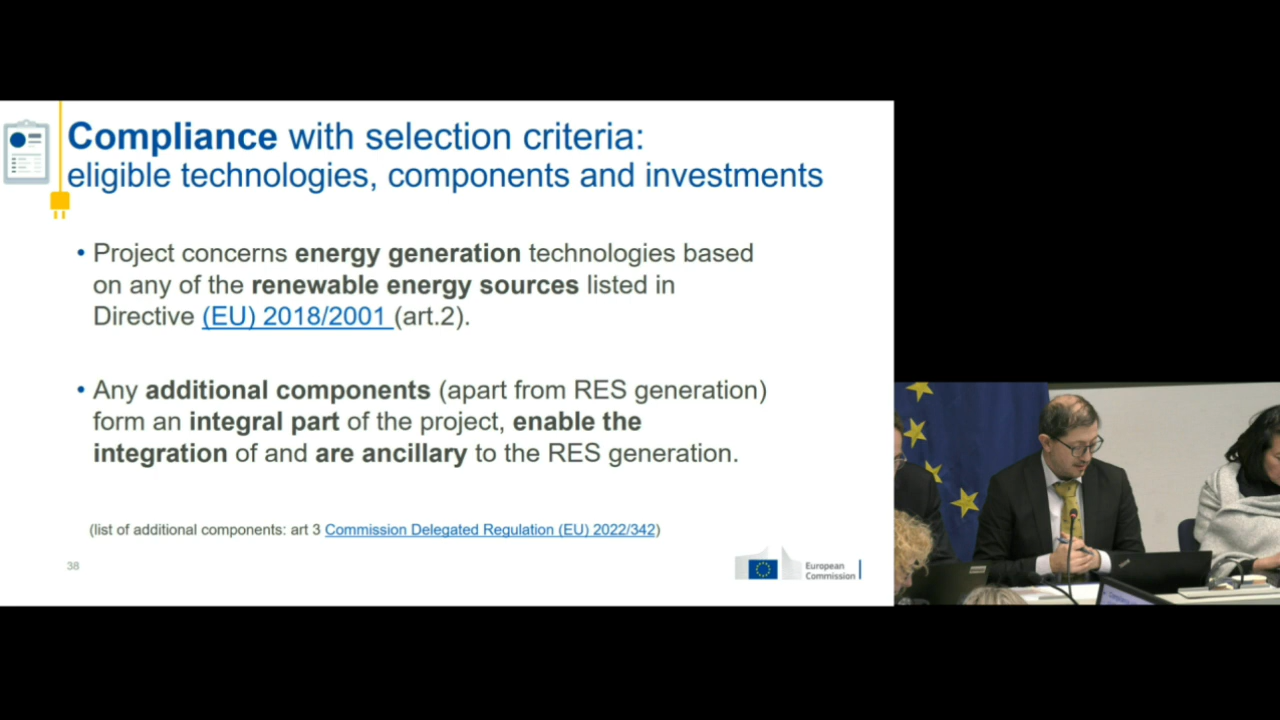 Compliance with selection criteria:
eligible technologies, components and investments
• Project concerns energy generation technologies based
on any of the renewable energy sources listed in
Directive (EU) 2018/2001 (art.2).
• Any additional components (apart from RES generation)
form an integral part of the project, enable the
integration of and are ancillary to the RES generation.
(list of additional components: art 3 Commission Delegated Regulation (EU) 2022/342)
38
European
Commission